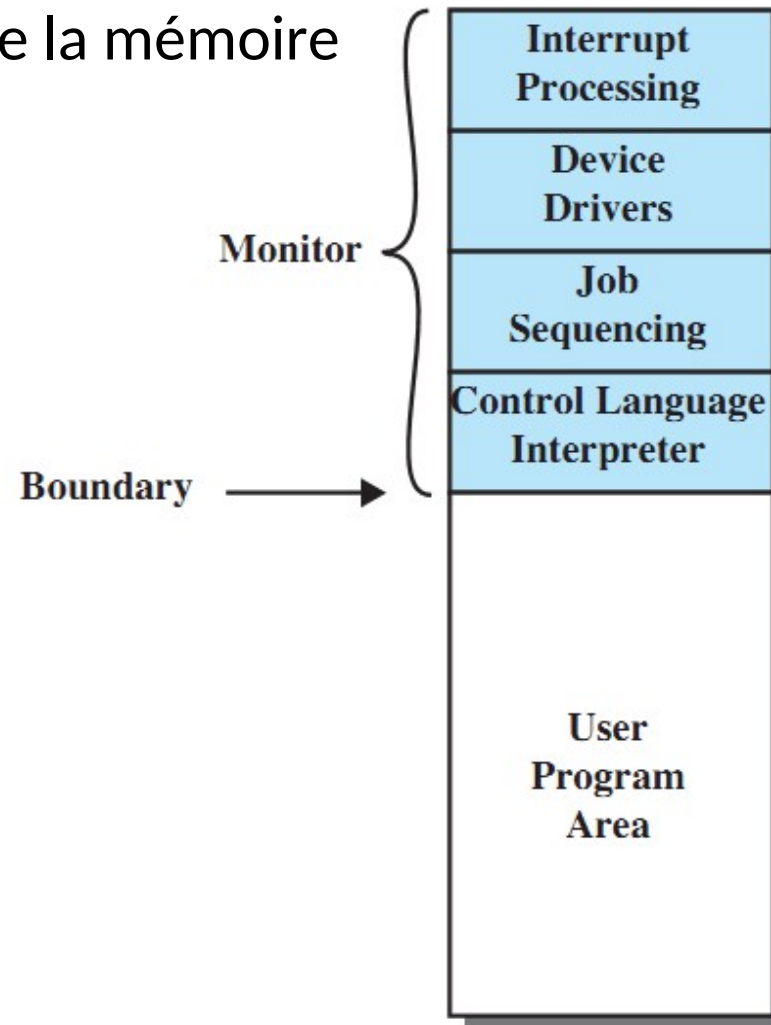 e la mémoire
Interrupt
Processing
Device
Drivers
Monitor
Job
Sequencing
Control Language
Interpreter
Boundary
User
Program
Area